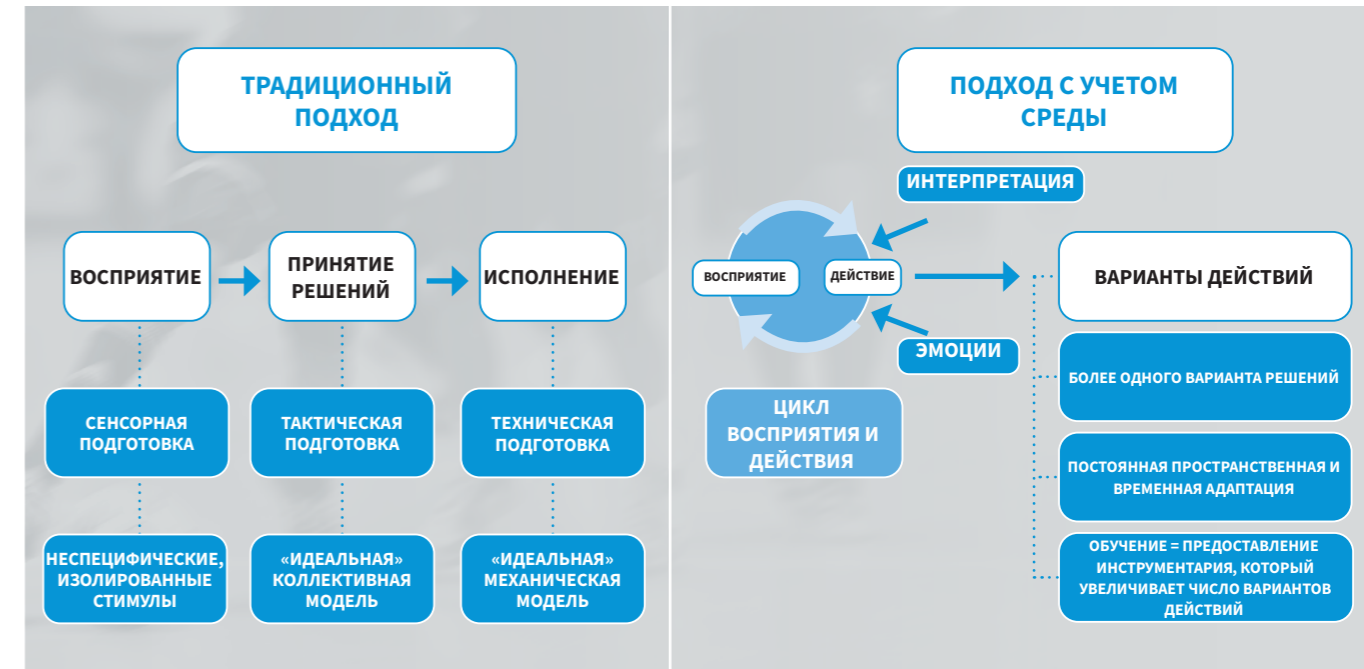 ТРАДИЦИОННЫЙ
ПОДХОД
ВОСПРИЯТИЕ
ПРИНЯТИЕ
РЕШЕНИЙ
ИСПОЛНЕНИЕ
СЕНСОРНАЯ
ПОДГОТОВКА
ТАКТИЧЕСКАЯ
ПОДГОТОВКА
ТЕХНИЧЕСКАЯ
ПОДГОТОВКА
НЕСПЕЦИФИЧЕСКИЕ,
ИЗОЛИРОВАННЫЕ
СТИМУЛЫ
«ИДЕАЛЬНАЯ»
КОЛЛЕКТИВНАЯ
МОДЕЛЬ
«ИДЕАЛЬНАЯ»
МЕХАНИЧЕСКАЯ
МОДЕЛЬ
ПОДХОД С УЧЕТОМ
СРЕДЫ
ИНТЕРПРЕТАЦИЯ
ВОСПРИЯТИЕ
ДЕЙСТВИЕ
ЭМОЦИИ
ЦИКЛ
ВОСПРИЯТИЯ И
ДЕЙСТВИЯ
ВАРИАНТЫ ДЕЙСТВИЙ
БОЛЕЕ ОДНОГО ВАРИАНТА РЕШЕНИЙ
ПОСТОЯННАЯ ПРОСТРАНСТВЕННАЯ И
ВРЕМЕННАЯ АДАПТАЦИЯ
ОБУЧЕНИЕ = ПРЕДОСТАВЛЕНИЕ
ИНСТРУМЕНТАРИЯ, КОТОРЫЙ
УВЕЛИЧИВАЕТ ЧИСЛО ВАРИАНТОВ
ДЕЙСТВИЙ